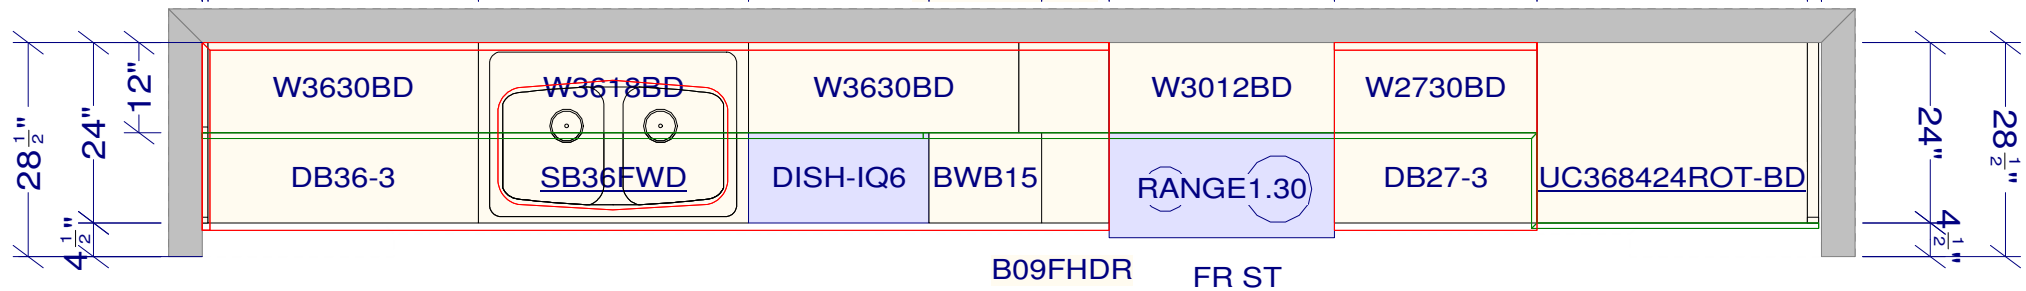 W3630BD W3618BD W3630BD W3012BD W2730BD
DB36-3 SB36FWD DISH-IQ6 BWB15 RANGE1.30 DB27-3 UC368424ROT-BD
B09FHDR FR ST
28 1/2"
24"
12"
4 1/2"
24"
28 1/2"
4 1/2"